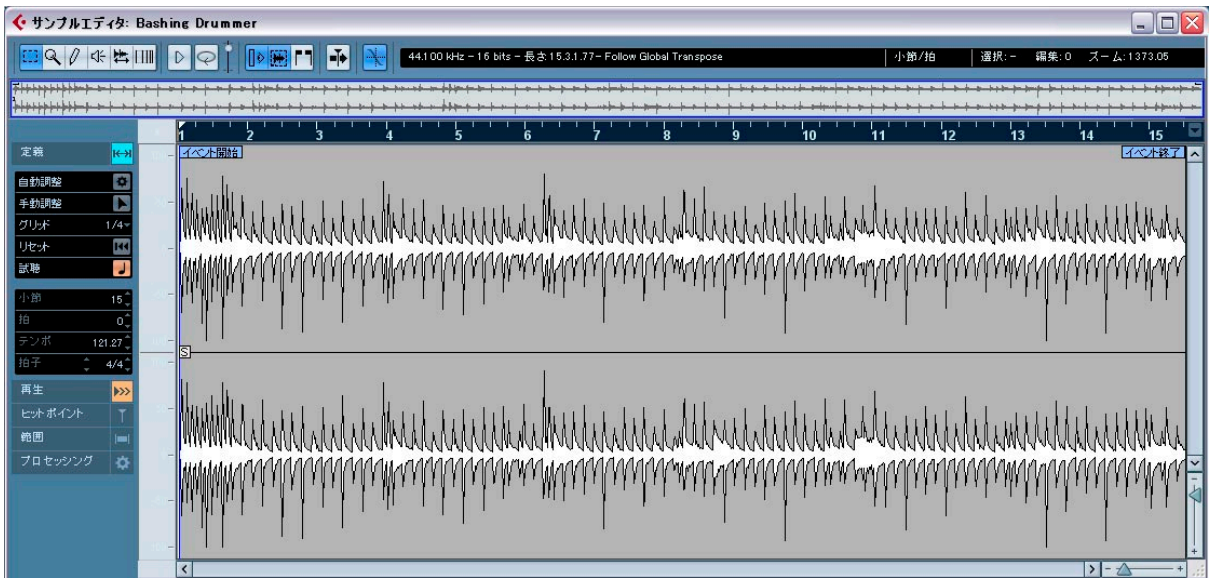 サンプルエディタ: Bashing Drummer
44.100 kHz - 16 bits - 長さ:15.3.1.77- Follow Global Transpose 小節/拍 選択: - 編集: 0 ズーム: 1373.05
1 2 3 4 5 6 7 8 9 10 11 12 13 14 15
定義
イベント開始 イベント終了
自動調整
手動調整
グリッド 1/4
リセット
試聴
小節 15
拍 0
テンポ 121.27
拍子 4/4
S
再生
ヒットポイント
範囲
プロセッシング